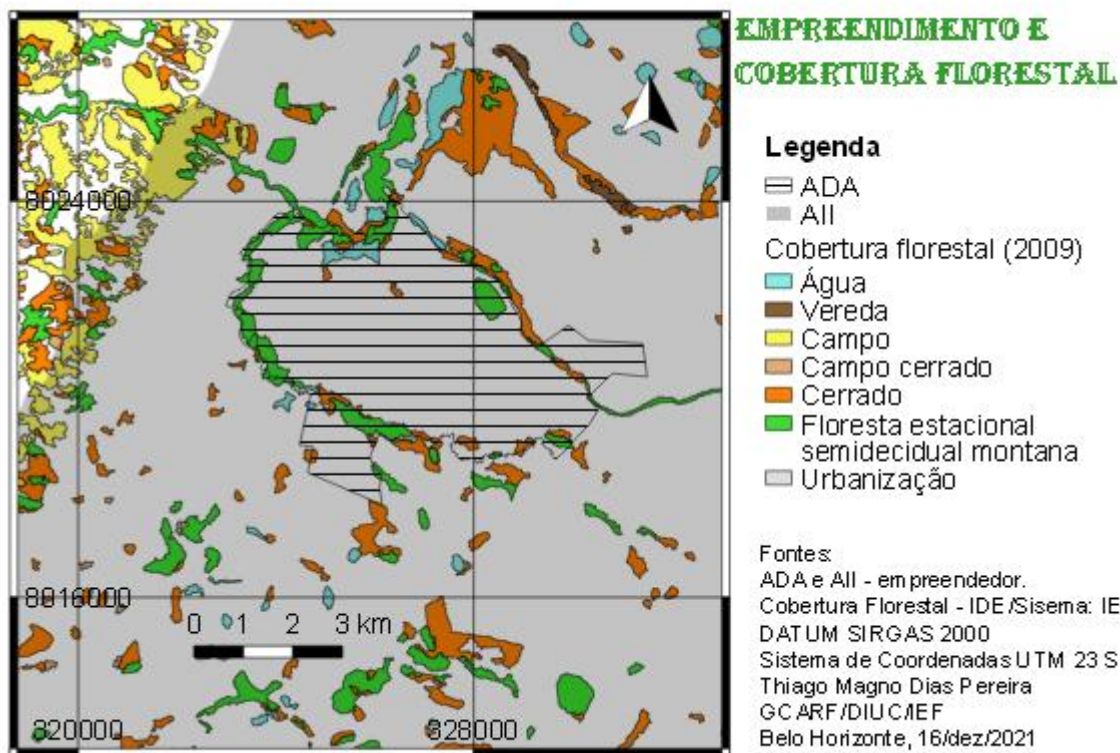 EMPREENDIMENTO E
COBERTURA FLORESTAL
Legenda
ADA
AII
Cobertura florestal (2009)
Água
Vereda
Campo
Campo cerrado
Cerrado
Floresta estacional
semidecidual montana
Urbanização
Fontes:
ADA e AII - empreendedor.
Cobertura Florestal - IDE/Sisema: IE
DATUM SIRGAS 2000
Sistema de Coordenadas UTM 23 S
Thiago Magno Dias Pereira
GCARF/DIUC/IEF
Belo Horizonte, 16/dez/2021
8024000
8016000
0 1 2 3 km
320000 328000